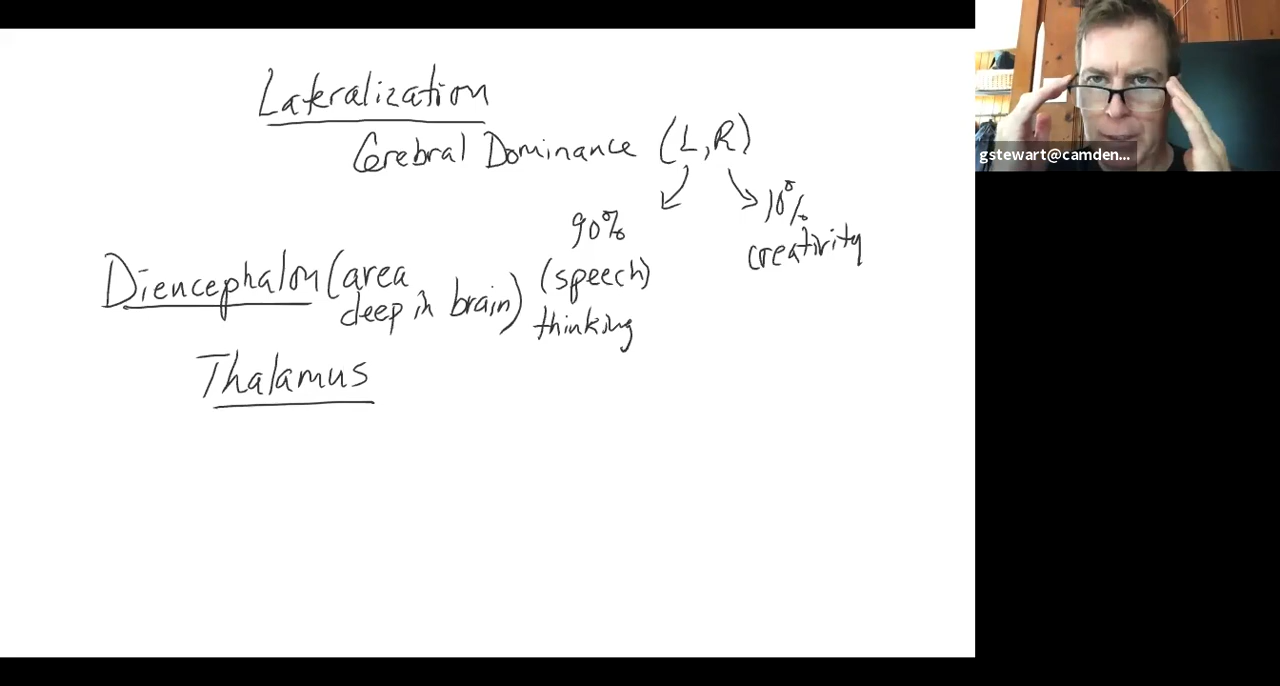 Lateralization
Cerebral Dominance (L,R)
90%
10%
creativity
(speech)
thinking
Diencephalon (area
deep in brain)
Thalamus
gstewart@camden...